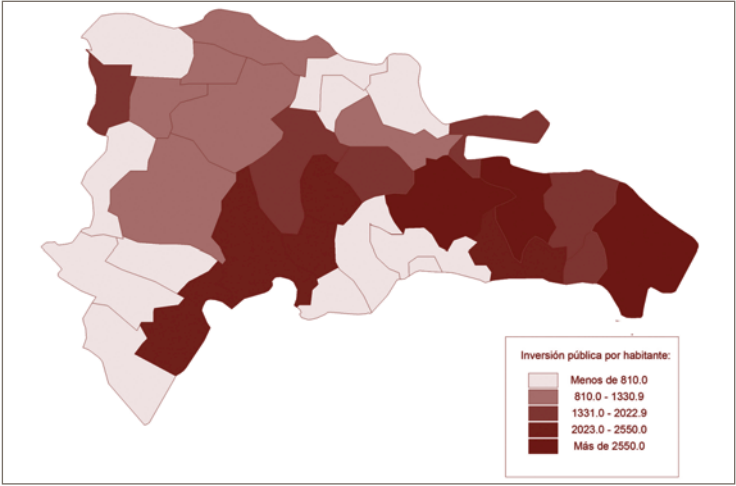 Inversión pública por habitante:
Menos de 810.0
810.0 - 1330.9
1331.0 - 2022.9
2023.0 - 2550.0
Más de 2550.0